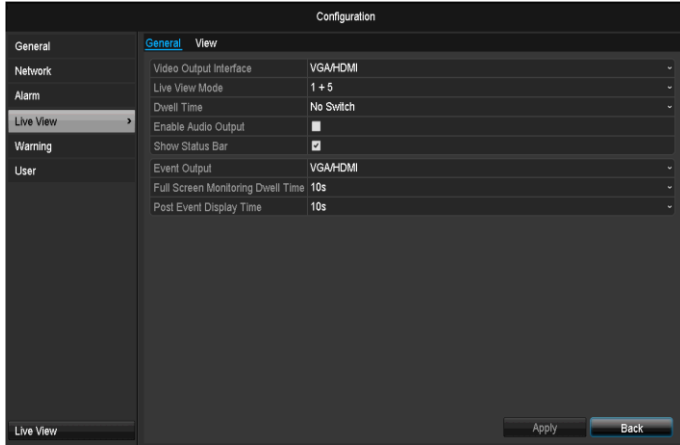 Configuration
General
Network
Alarm
Live View
Warning
User
General View
Video Output Interface VGA/HDMI
Live View Mode 1 + 5
Dwell Time No Switch
Enable Audio Output
Show Status Bar
Event Output VGA/HDMI
Full Screen Monitoring Dwell Time 10s
Post Event Display Time 10s
Live View
Apply Back